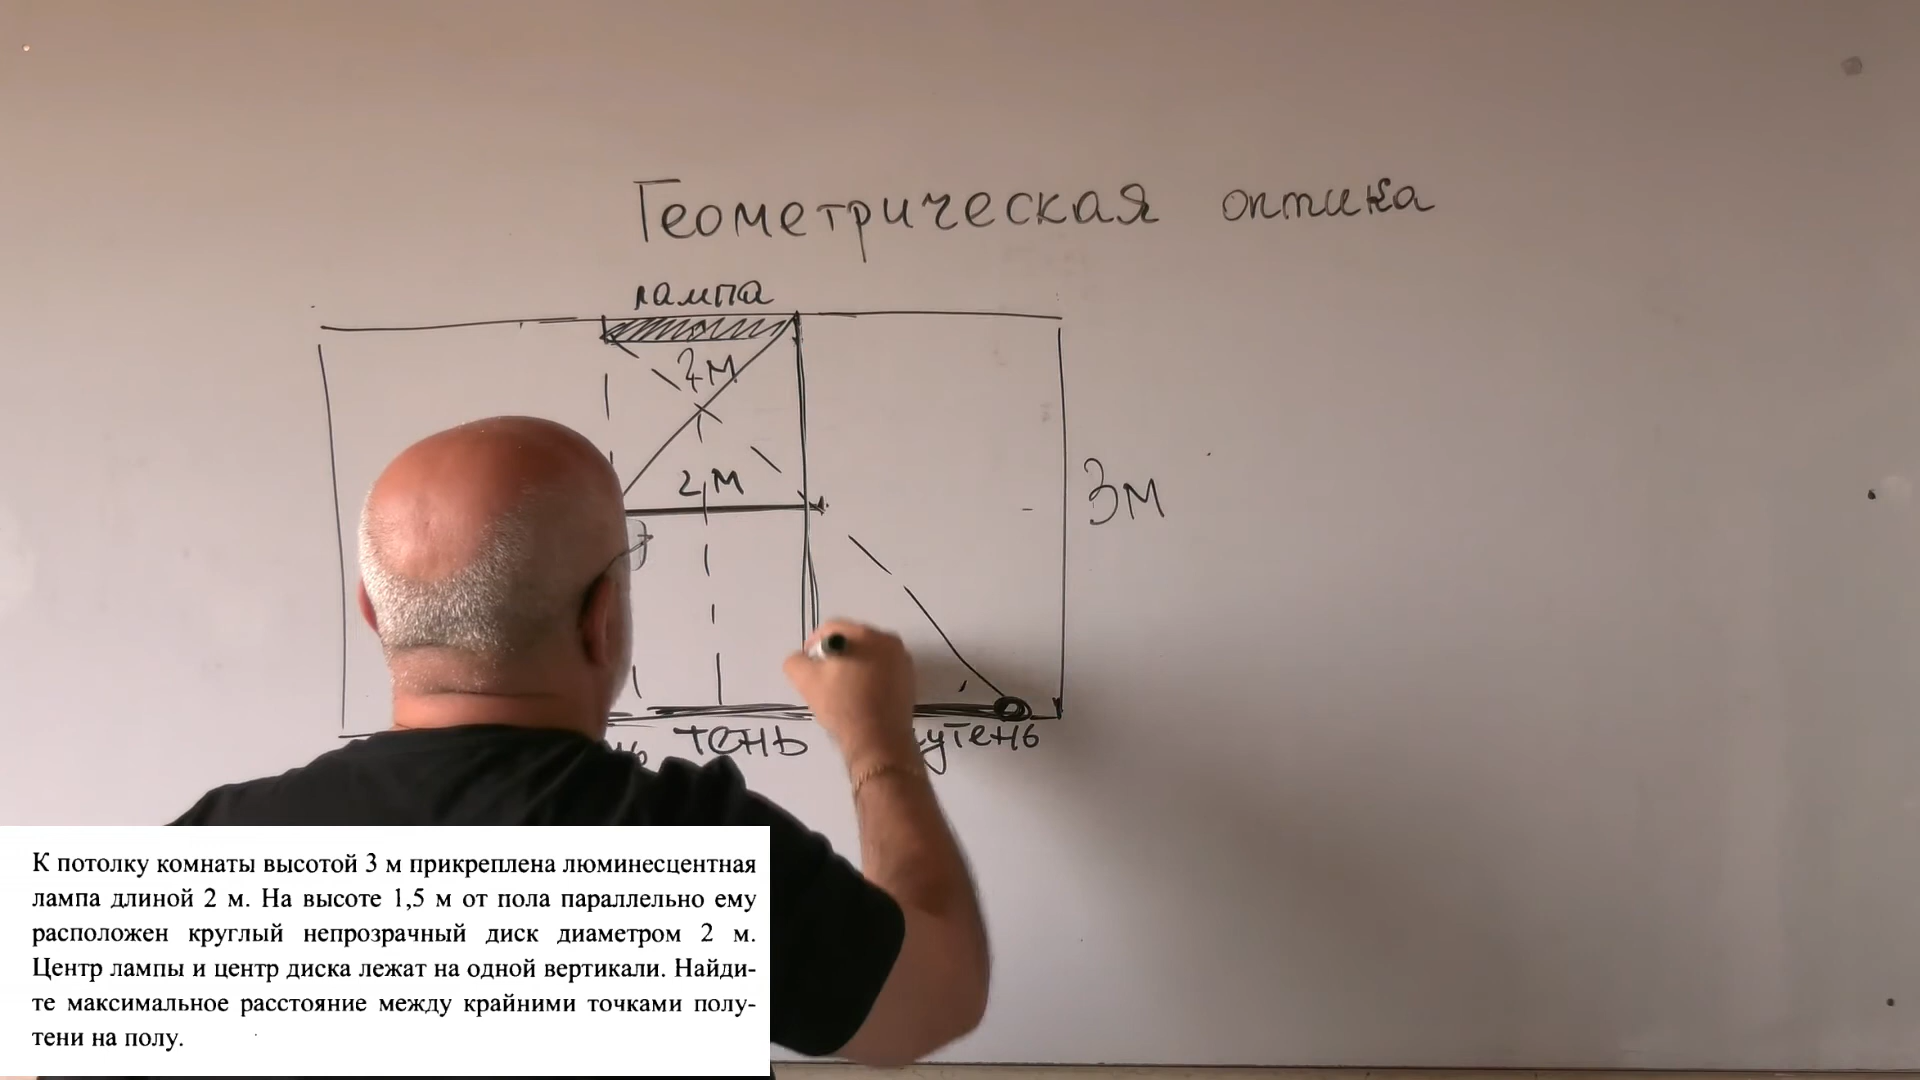 Геометрическая оптика
лампа
2м
2м
3м
тень
К потолку комнаты высотой 3 м прикреплена люминесцентная
лампа длиной 2 м. На высоте 1,5 м от пола параллельно ему
расположен круглый непрозрачный диск диаметром 2 м.
Центр лампы и центр диска лежат на одной вертикали. Найди-
те максимальное расстояние между крайними точками полу-
тени на полу.